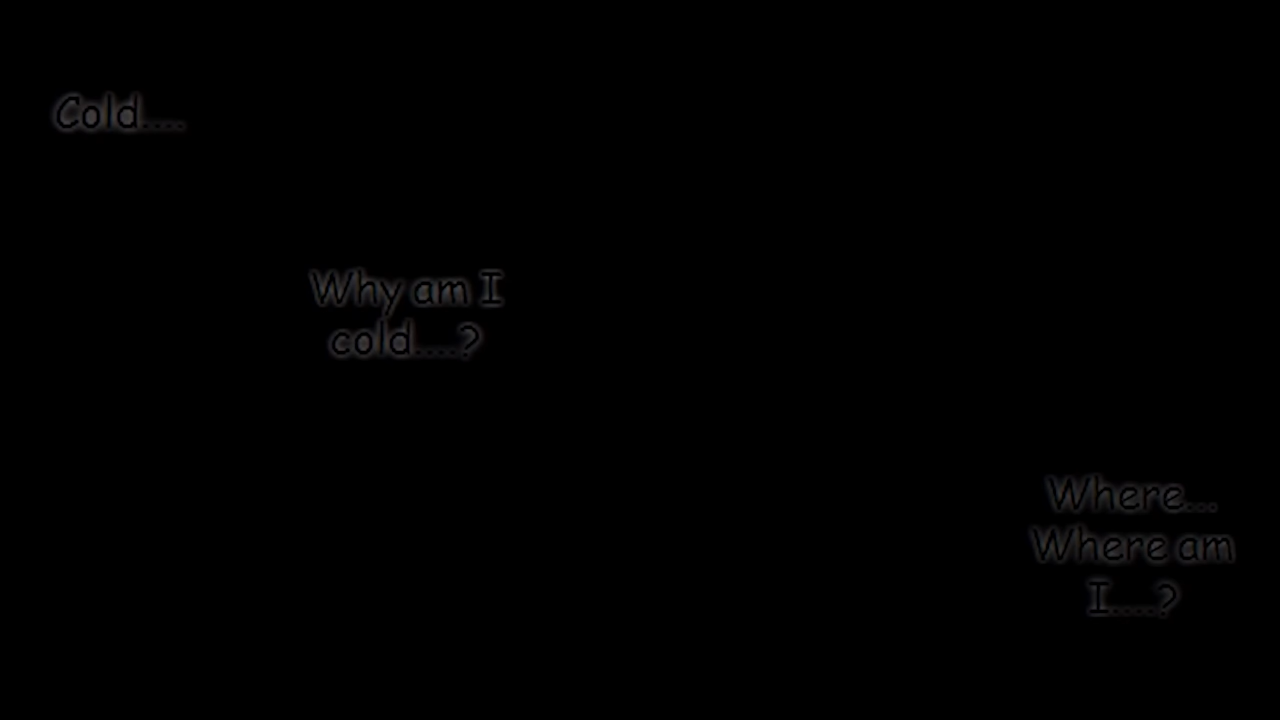 Cold....
Why am I
cold....?
Where...
Where am
I....?